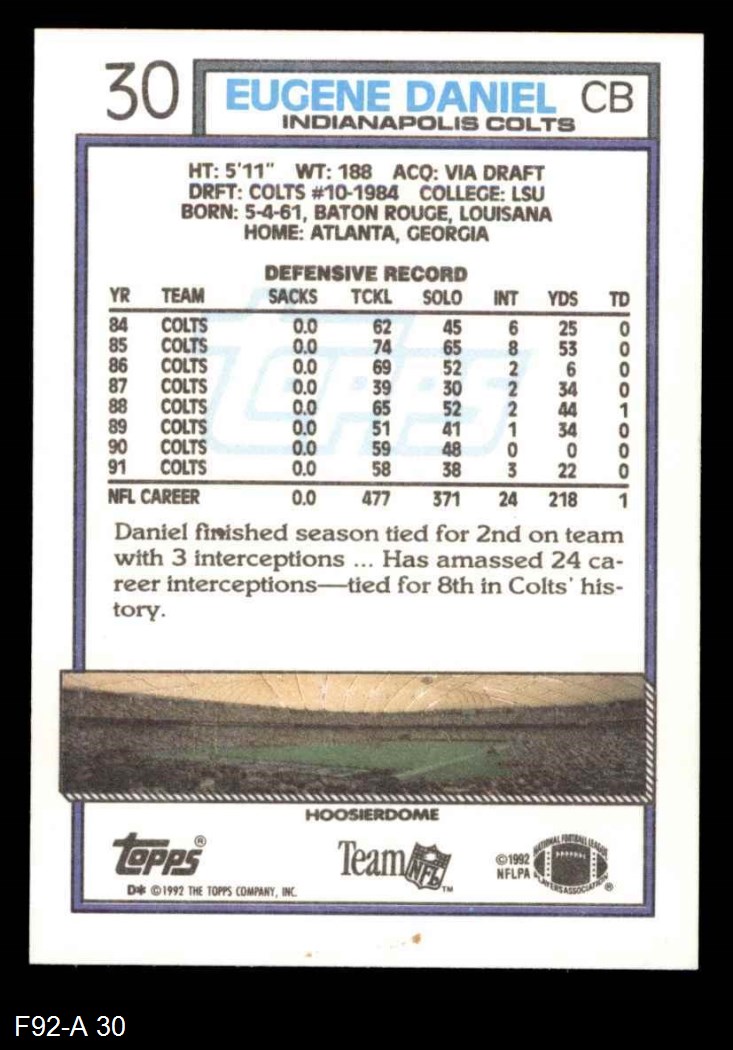 30 EUGENE DANIEL CB
INDIANAPOLIS COLTS
HT: 5'11" WT: 188 ACQ: VIA DRAFT
DRFT: COLTS #10-1984 COLLEGE: LSU
BORN: 5-4-61, BATON ROUGE, LOUISANA
HOME: ATLANTA, GEORGIA
DEFENSIVE RECORD
YR TEAM SACKS TCKL SOLO INT YDS TD
84 COLTS 0.0 62 45 6 25 0
85 COLTS 0.0 74 65 8 53 0
86 COLTS 0.0 69 52 2 6 0
87 COLTS 0.0 39 30 2 34 0
88 COLTS 0.0 65 52 2 44 1
89 COLTS 0.0 51 41 1 34 0
90 COLTS 0.0 59 48 0 0 0
91 COLTS 0.0 58 38 3 22 0
NFL CAREER 0.0 477 371 24 218 1
TOPPS
Daniel finished season tied for 2nd on team
with 3 interceptions ... Has amassed 24 ca-
reer interceptions—tied for 8th in Colts' his-
tory.
HOOSIERDOME
TOPPS®
D* ©1992 THE TOPPS COMPANY, INC.
Team NFL™
©1992
NFLPA
NATIONAL FOOTBALL LEAGUE
PLAYERS ASSOCIATION®
F92-A 30